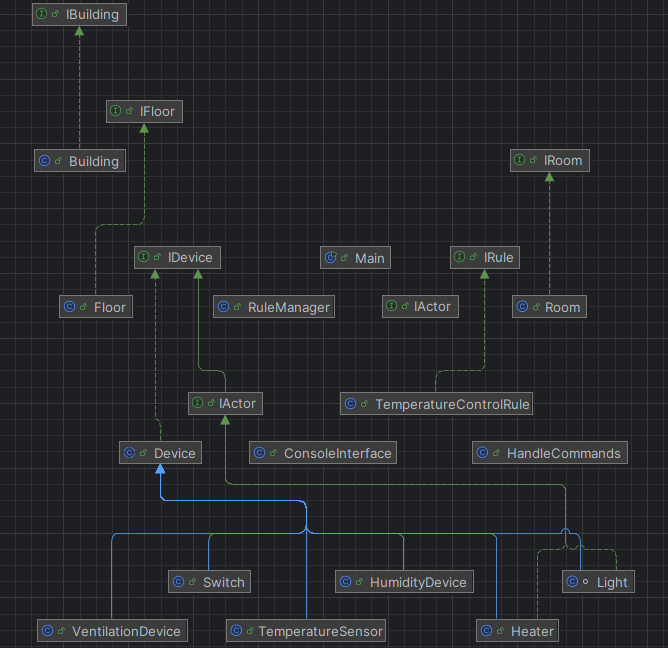 IBuilding
IFloor
Building
IRoom
IDevice
Main
IRule
Floor
RuleManager
IActor
Room
IActor
TemperatureControlRule
Device
ConsoleInterface
HandleCommands
Switch
HumidityDevice
Light
VentilationDevice
TemperatureSensor
Heater